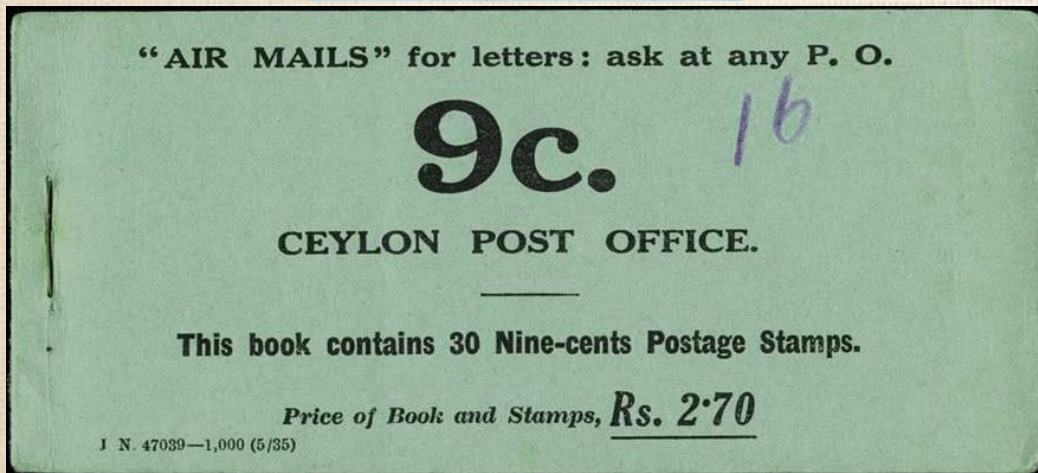 "AIR MAILS" for letters: ask at any P. O.
16
9c.
CEYLON POST OFFICE.
This book contains 30 Nine-cents Postage Stamps.
Price of Book and Stamps, Rs. 2·70
J N. 47039—1,000 (5/35)